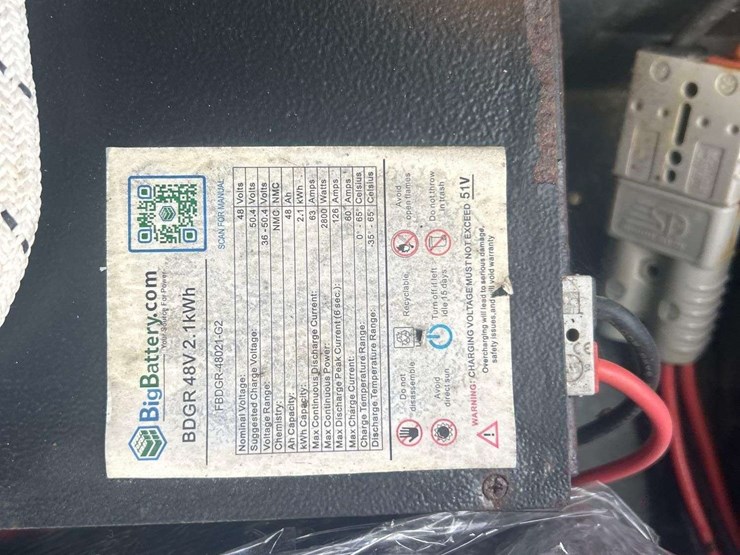 BigBattery.com
Your Source For Power
BDGR 48V 2.1kWh
FBDGR-48021-G2
SCAN FOR MANUAL
Nominal Voltage: 48 Volts
Suggested Charge Voltage: 50.4 Volts
Voltage Range: 36 - 50.4 Volts
Chemistry: NMC NMC
Ah Capacity: 48 Ah
kWh Capacity: 2.1 kWh
Max Continuous Discharge Current: 63 Amps
Max Continuous Power: 2800 Watts
Max Discharge Peak Current (6 sec.): 126 Amps
Max Charge Current: 60 Amps
Charge Temperature Range: 0° - 65° Celsius
Discharge Temperature Range: -35° - 65° Celsius
Do not disassemble.
Recyclable.
Avoid open flames
Avoid direct sun.
Turn off if left idle 15 days.
Do not throw in trash
WARNING: CHARGING VOLTAGE MUST NOT EXCEED 51V
Overcharging will lead to serious damage,
safety issues, and will void warranty